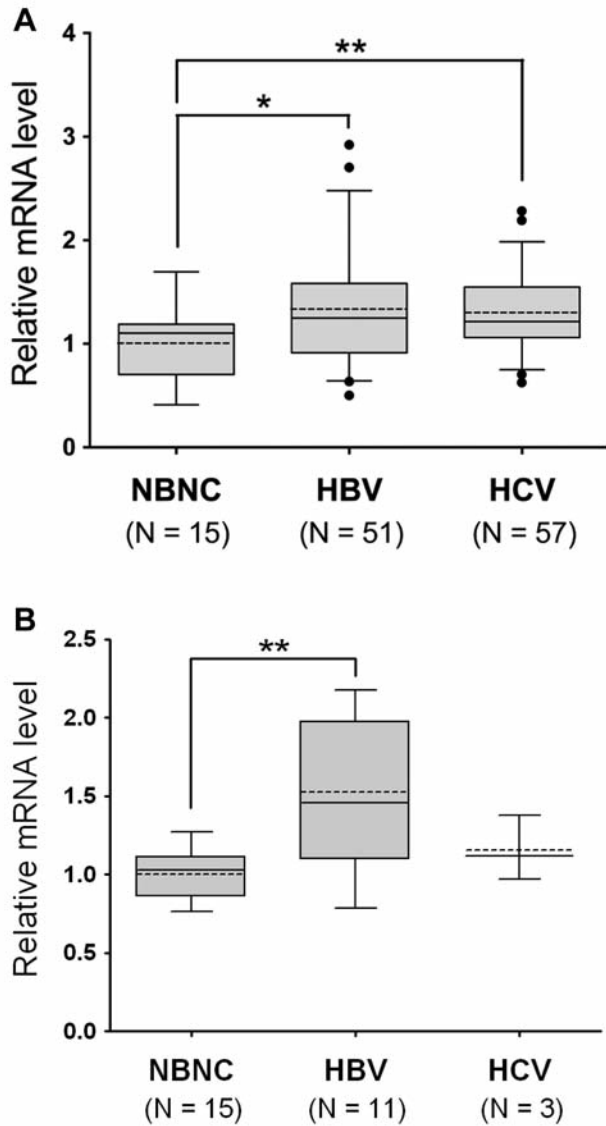 A
Relative mRNA level
4
3
2
1
0
*
**
NBNC HBV HCV
(N = 15) (N = 51) (N = 57)
B
Relative mRNA level
2.5
2.0
1.5
1.0
0.5
0.0
**
NBNC HBV HCV
(N = 15) (N = 11) (N = 3)